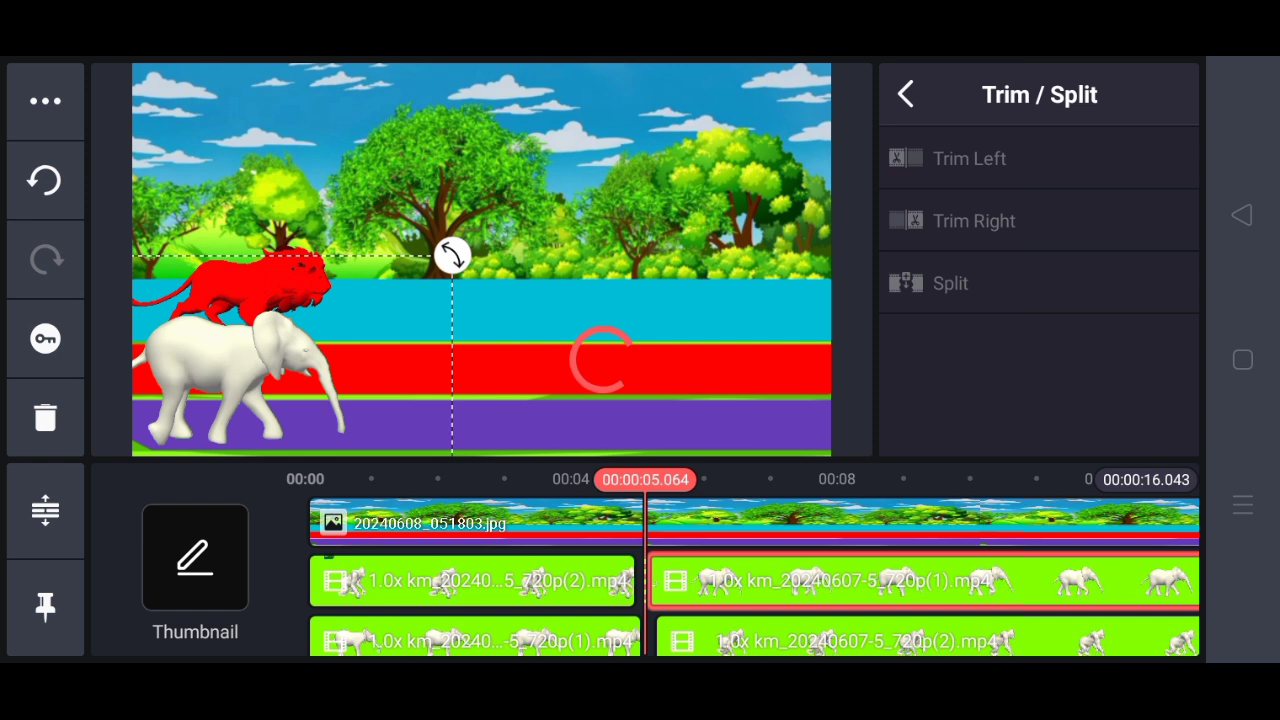 Trim / Split
Trim Left
Trim Right
Split
00:00
00:04
00:00:05.064
00:08
0
00:00:16.043
20240608_051803.jpg
1.0x km_20240...5_720p(2).mp4
1.0x km_20240607-5_720p(1).mp4
1.0x km_20240...-5_720p(1).mp4
1.0x km_20240607-5_720p(2).mp4
Thumbnail